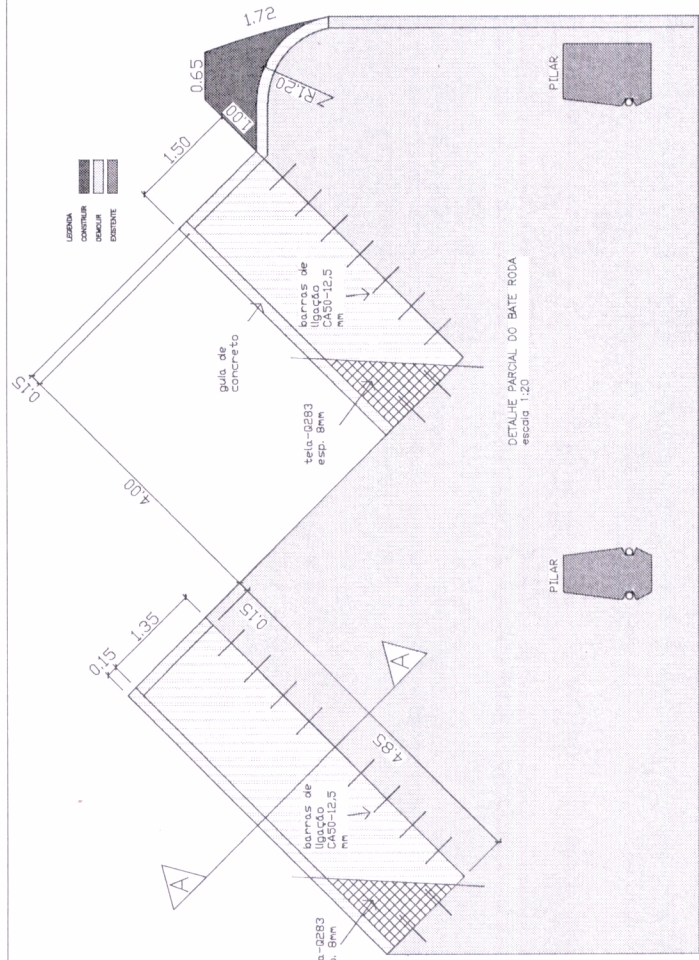 1.72
0.65
R1.20
1.00
1.50
PILAR
LEGENDA
CONSTRUIR
DEMOLIR
EXISTENTE
barras de
ligação
CA50-12,5
mm
guia de
concreto
tela-Q283
esp. 8mm
0.15
4.00
DETALHE PARCIAL DO BATE RODA
escala 1:20
0.15
1.35
0.15
PILAR
A
4.85
A
barras de
ligação
CA50-12,5
mm
a-Q283
. 8mm